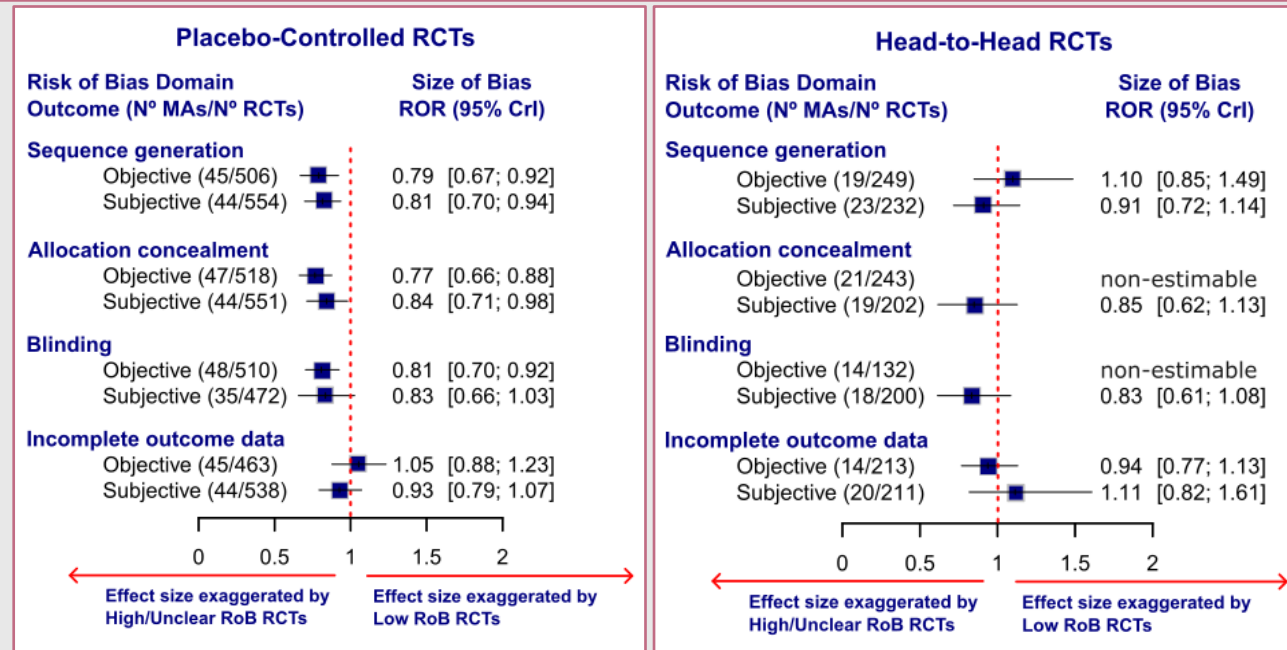 Placebo-Controlled RCTs
Risk of Bias Domain Size of Bias
Outcome (Nº MAs/Nº RCTs) ROR (95% CrI)
Sequence generation
Objective (45/506) 0.79 [0.67; 0.92]
Subjective (44/554) 0.81 [0.70; 0.94]
Allocation concealment
Objective (47/518) 0.77 [0.66; 0.88]
Subjective (44/551) 0.84 [0.71; 0.98]
Blinding
Objective (48/510) 0.81 [0.70; 0.92]
Subjective (35/472) 0.83 [0.66; 1.03]
Incomplete outcome data
Objective (45/463) 1.05 [0.88; 1.23]
Subjective (44/538) 0.93 [0.79; 1.07]
0 0.5 1 1.5 2
Effect size exaggerated by Effect size exaggerated by
High/Unclear RoB RCTs Low RoB RCTs
Head-to-Head RCTs
Risk of Bias Domain Size of Bias
Outcome (Nº MAs/Nº RCTs) ROR (95% CrI)
Sequence generation
Objective (19/249) 1.10 [0.85; 1.49]
Subjective (23/232) 0.91 [0.72; 1.14]
Allocation concealment
Objective (21/243) non-estimable
Subjective (19/202) 0.85 [0.62; 1.13]
Blinding
Objective (14/132) non-estimable
Subjective (18/200) 0.83 [0.61; 1.08]
Incomplete outcome data
Objective (14/213) 0.94 [0.77; 1.13]
Subjective (20/211) 1.11 [0.82; 1.61]
0 0.5 1 1.5 2
Effect size exaggerated by Effect size exaggerated by
High/Unclear RoB RCTs Low RoB RCTs